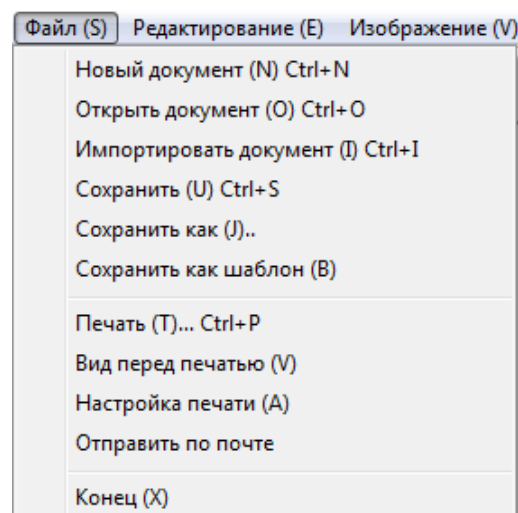 Файл (S) Редактирование (E) Изображение (V)
Новый документ (N) Ctrl+N
Открыть документ (O) Ctrl+O
Импортировать документ (I) Ctrl+I
Сохранить (U) Ctrl+S
Сохранить как (J)..
Сохранить как шаблон (B)
Печать (T)... Ctrl+P
Вид перед печатью (V)
Настройка печати (A)
Отправить по почте
Конец (X)